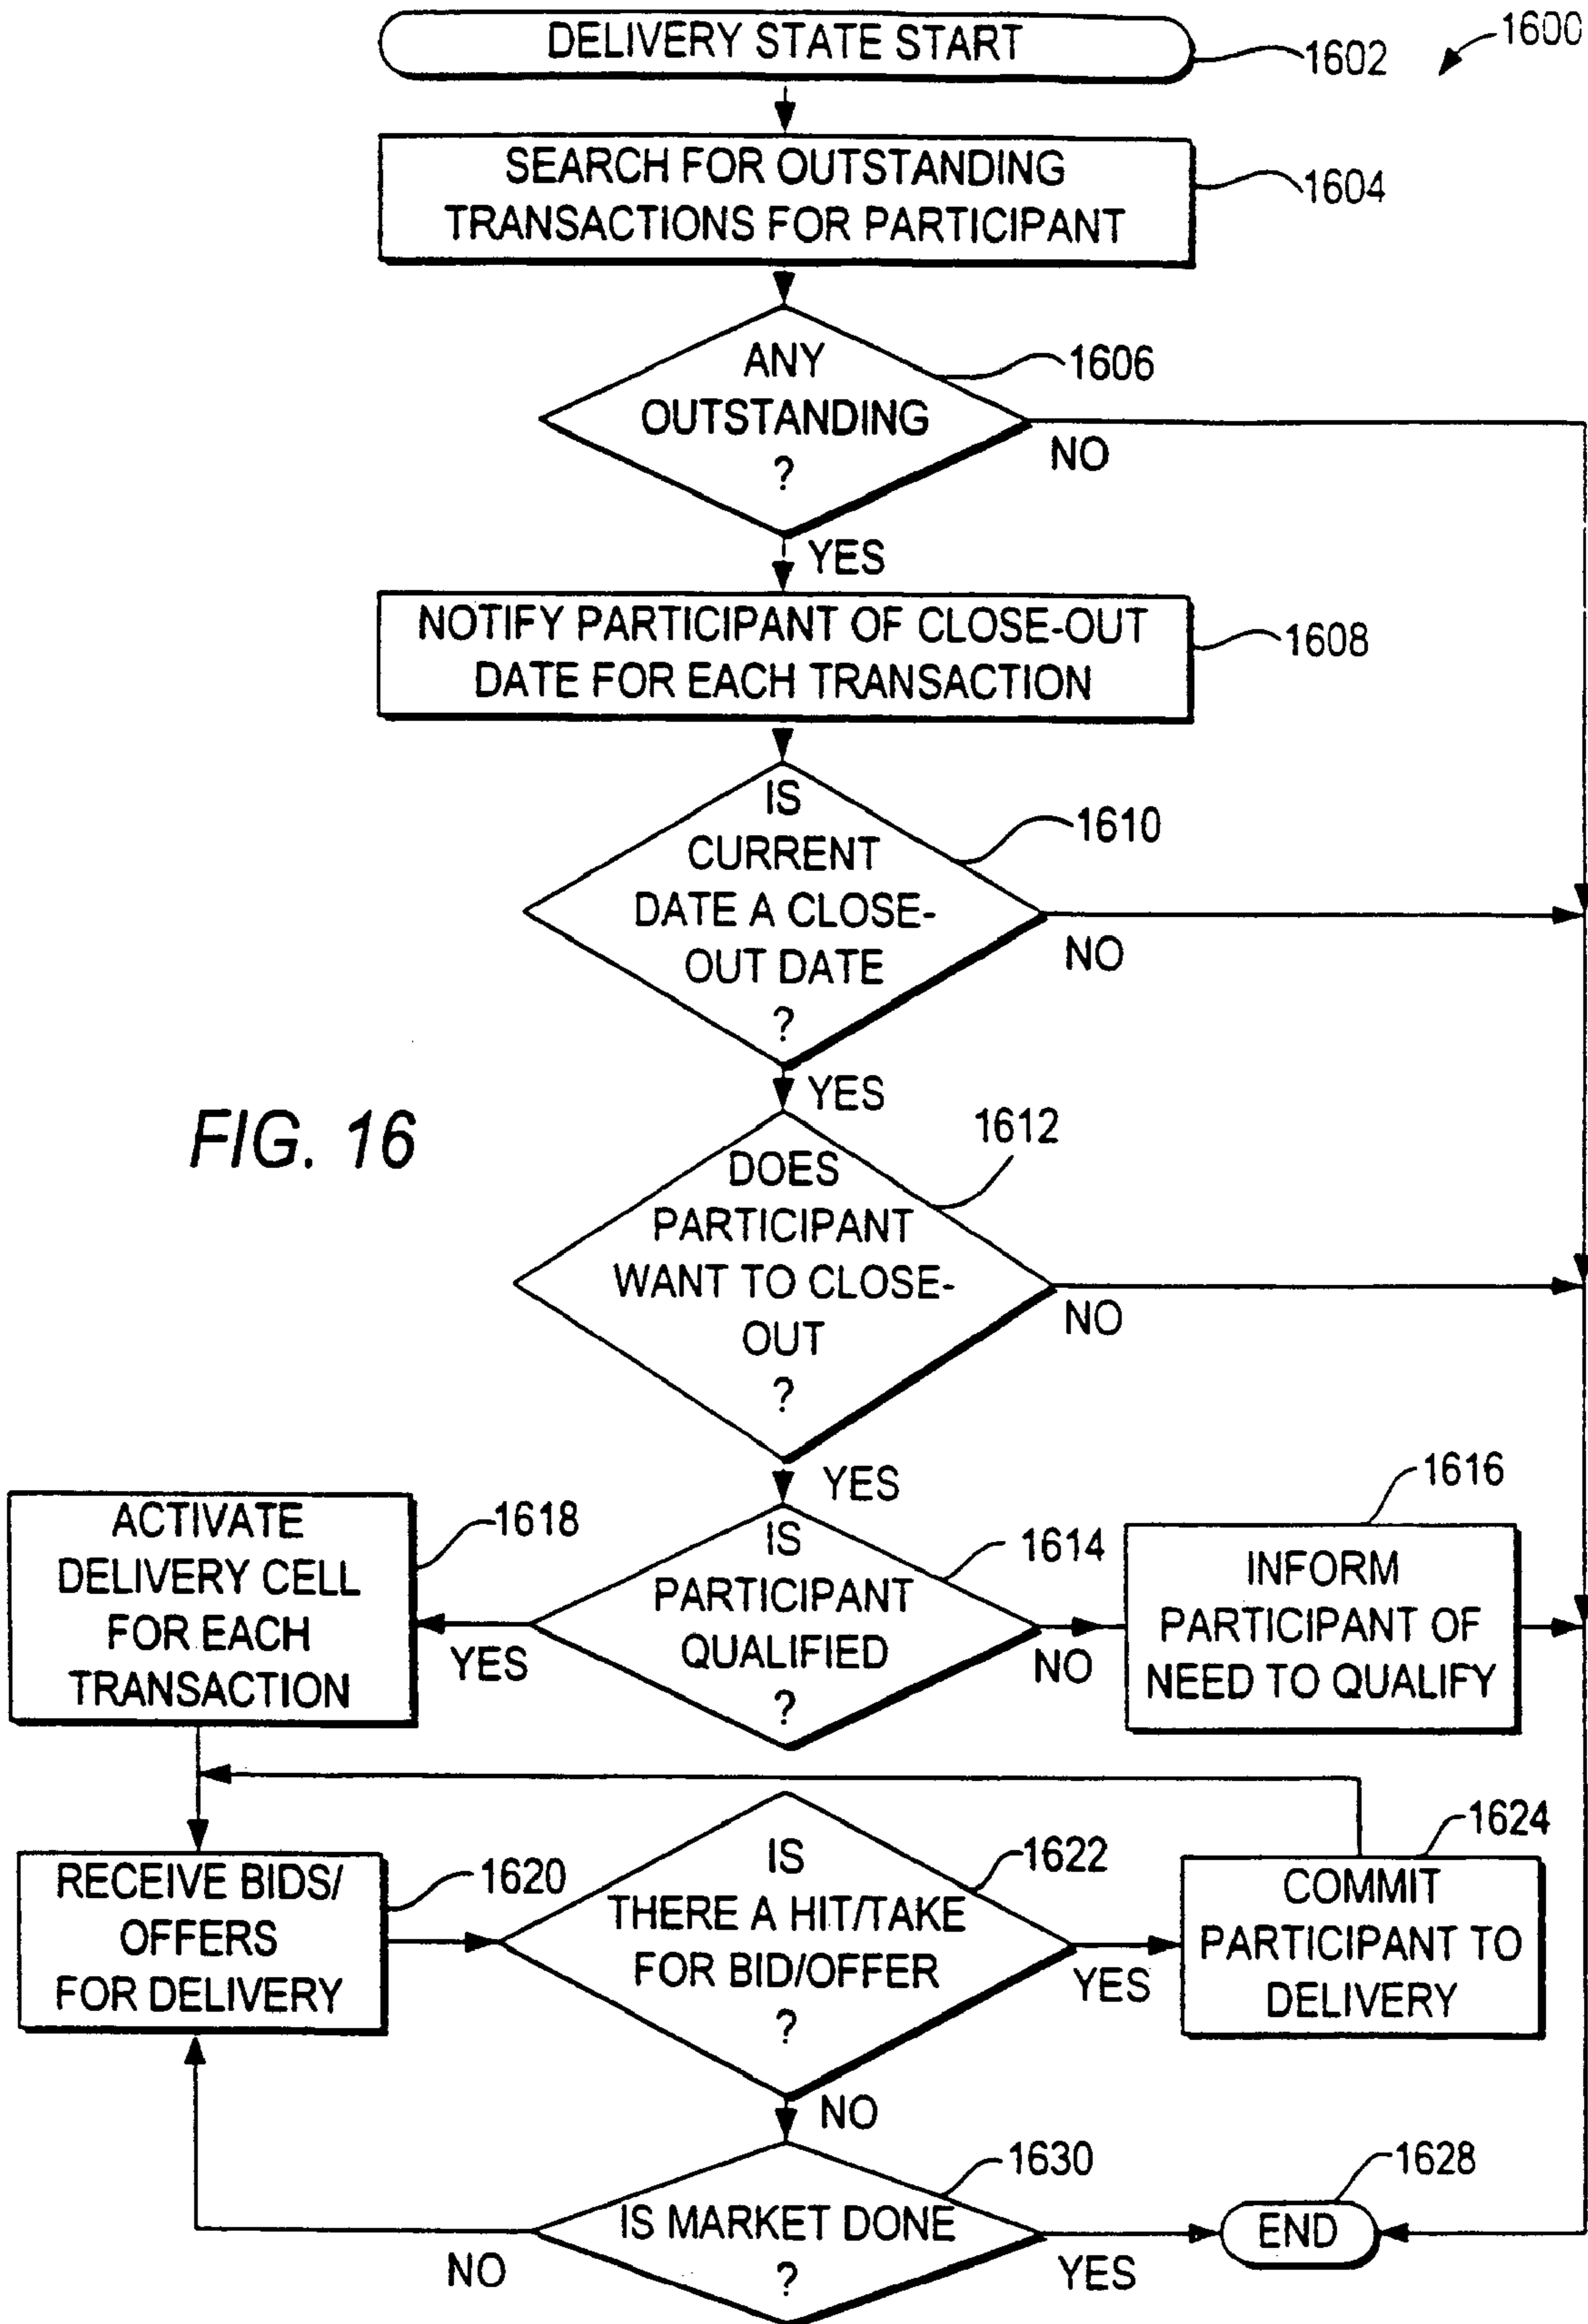 1600
DELIVERY STATE START
1602
SEARCH FOR OUTSTANDING
TRANSACTIONS FOR PARTICIPANT
1604
ANY
OUTSTANDING
?
1606
NO
YES
NOTIFY PARTICIPANT OF CLOSE-OUT
DATE FOR EACH TRANSACTION
1608
IS
CURRENT
DATE A CLOSE-
OUT DATE
?
1610
NO
YES
FIG. 16
DOES
PARTICIPANT
WANT TO CLOSE-
OUT
?
1612
NO
YES
IS
PARTICIPANT
QUALIFIED
?
1614
NO
INFORM
PARTICIPANT OF
NEED TO QUALIFY
1616
YES
ACTIVATE
DELIVERY CELL
FOR EACH
TRANSACTION
1618
RECEIVE BIDS/
OFFERS
FOR DELIVERY
1620
IS
THERE A HIT/TAKE
FOR BID/OFFER
?
1622
YES
COMMIT
PARTICIPANT TO
DELIVERY
1624
NO
IS MARKET DONE
?
1630
NO
YES
END
1628